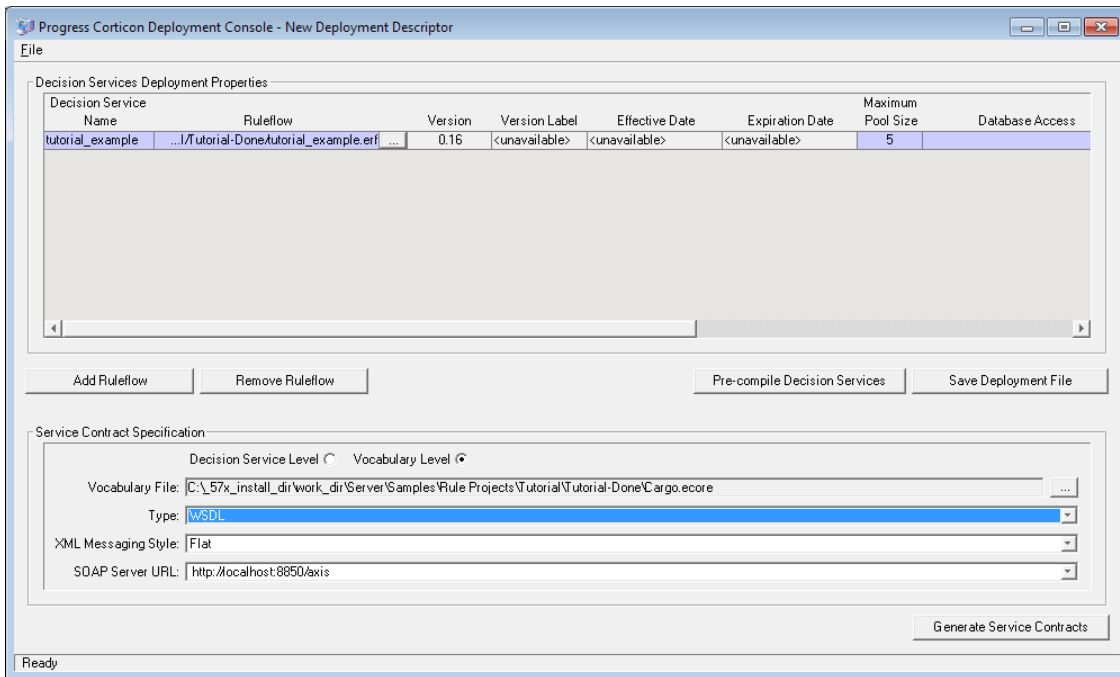 Progress Corticon Deployment Console - New Deployment Descriptor
File
Decision Services Deployment Properties
Decision Service Maximum
Name Ruleflow Version Version Label Effective Date Expiration Date Pool Size Database Access
tutorial_example ...l/Tutorial-Done/tutorial_example.erf ... 0.16 <unavailable> <unavailable> <unavailable> 5
Add Ruleflow Remove Ruleflow Pre-compile Decision Services Save Deployment File
Service Contract Specification
Decision Service Level Vocabulary Level
Vocabulary File: C:\_57x_install_dir\work_dir\Server\Samples\Rule Projects\Tutorial\Tutorial-Done\Cargo.ecore ...
Type: WSDL
XML Messaging Style: Flat
SOAP Server URL: http://localhost:8850/axis
Generate Service Contracts
Ready